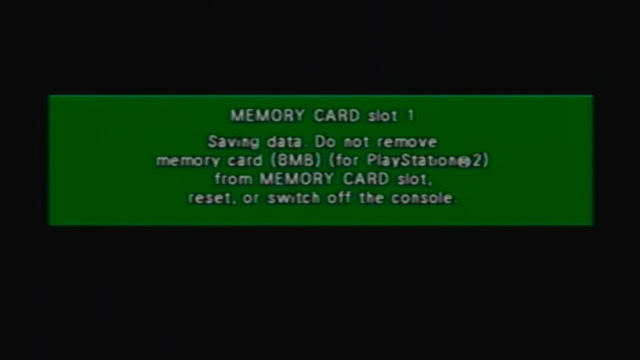 MEMORY CARD slot 1
Saving data. Do not remove
memory card (8MB) (for PlayStation®2)
from MEMORY CARD slot,
reset, or switch off the console.